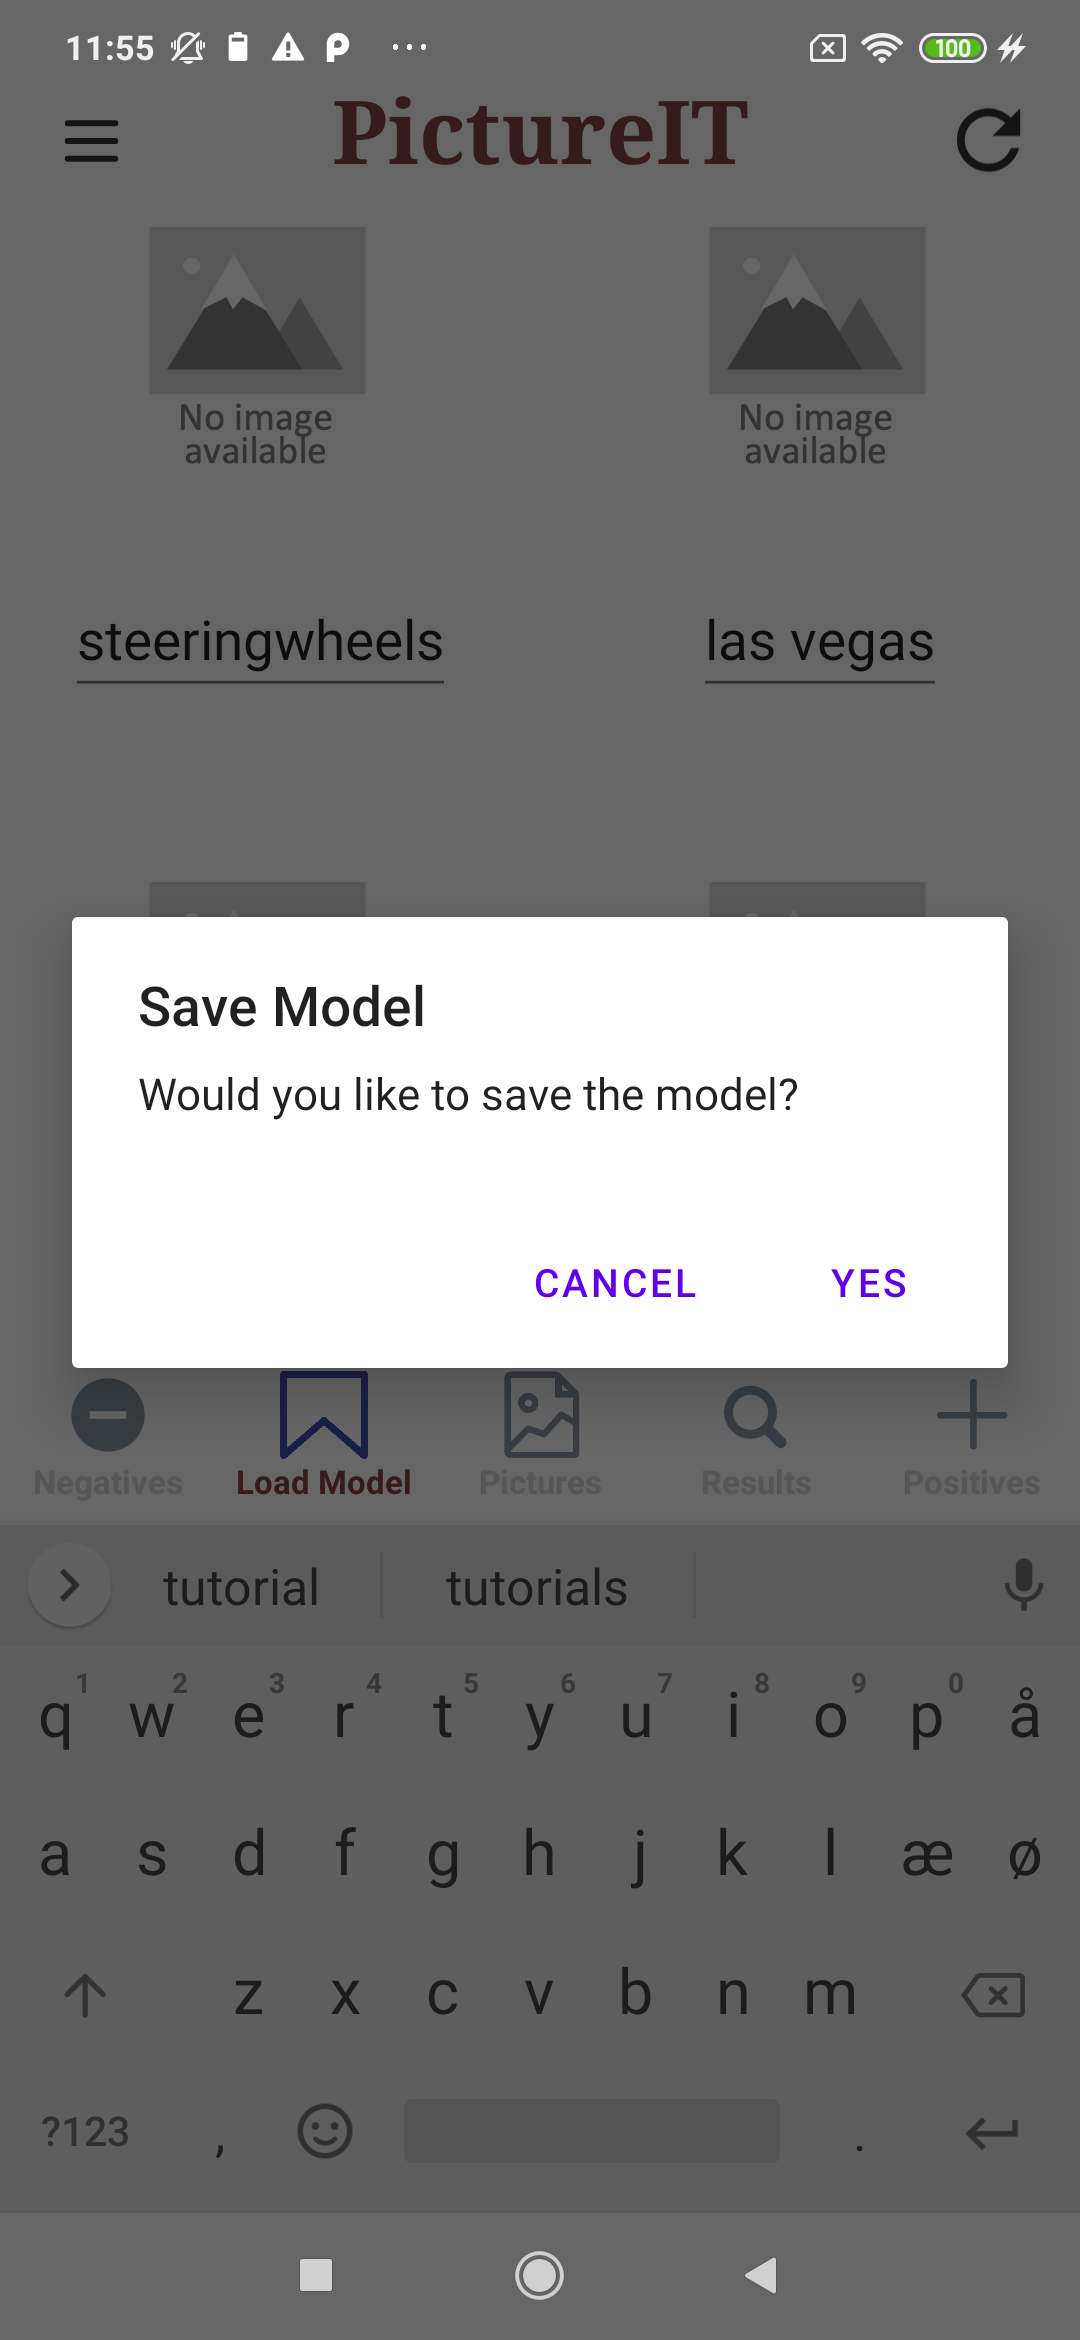 11:55
100
PictureIT
No image available
No image available
steeringwheels
las vegas
Save Model
Would you like to save the model?
CANCEL
YES
Negatives
Load Model
Pictures
Results
Positives
tutorial
tutorials
1 2 3 4 5 6 7 8 9 0
q w e r t y u i o p å
a s d f g h j k l æ ø
z x c v b n m
?123 , .